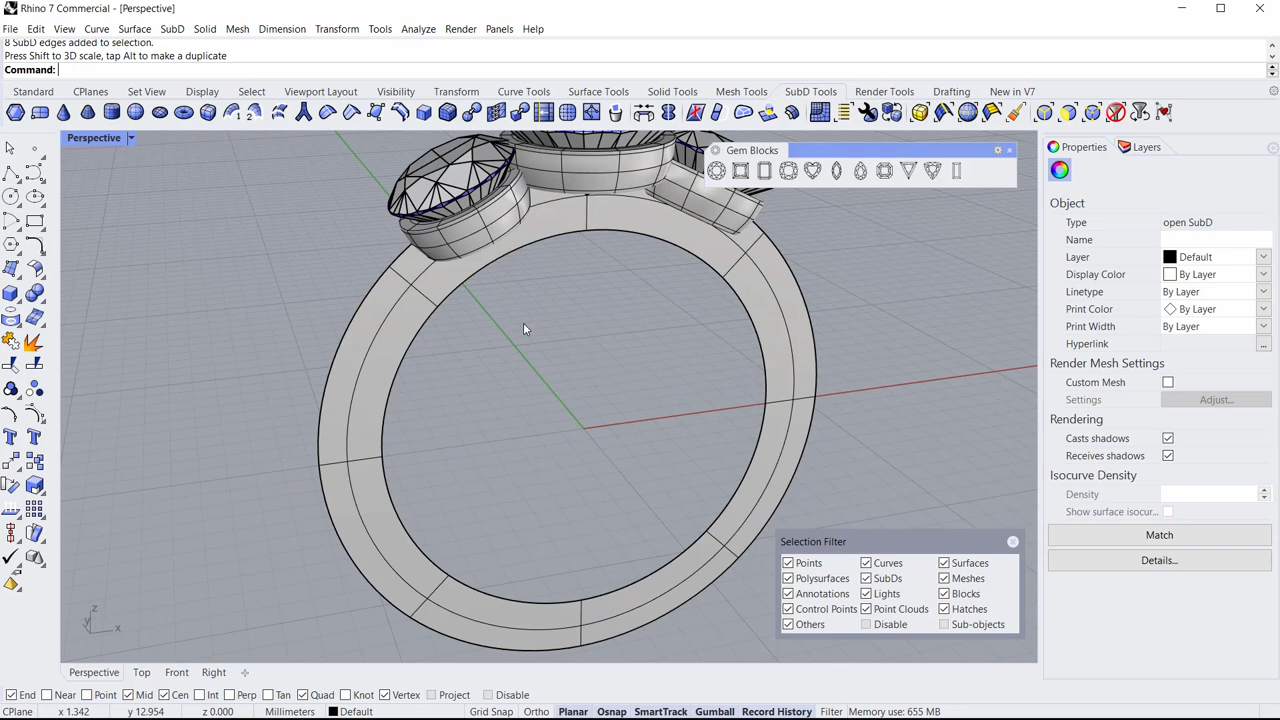 Rhino 7 Commercial - [Perspective]
File Edit View Curve Surface SubD Solid Mesh Dimension Transform Tools Analyze Render Panels Help
8 SubD edges added to selection.
Press Shift to 3D scale, tap Alt to make a duplicate
Command:
Standard CPlanes Set View Display Select Viewport Layout Visibility Transform Curve Tools Surface Tools Solid Tools Mesh Tools SubD Tools Render Tools Drafting New in V7
Perspective
Gem Blocks
Properties Layers
Object
Type open SubD
Name
Layer Default
Display Color By Layer
Linetype By Layer
Print Color By Layer
Print Width By Layer
Hyperlink ...
Render Mesh Settings
Custom Mesh
Settings Adjust...
Rendering
Casts shadows
Receives shadows
Isocurve Density
Density
Show surface isocur...
Match
Details...
Selection Filter
Points Curves Surfaces
Polysurfaces SubDs Meshes
Annotations Lights Blocks
Control Points Point Clouds Hatches
Others Disable Sub-objects
z
y
x
Perspective Top Front Right
End Near Point Mid Cen Int Perp Tan Quad Knot Vertex Project Disable
CPlane x 1.342 y 12.954 z 0.000 Millimeters Default Grid Snap Ortho Planar Osnap SmartTrack Gumball Record History Filter Memory use: 655 MB